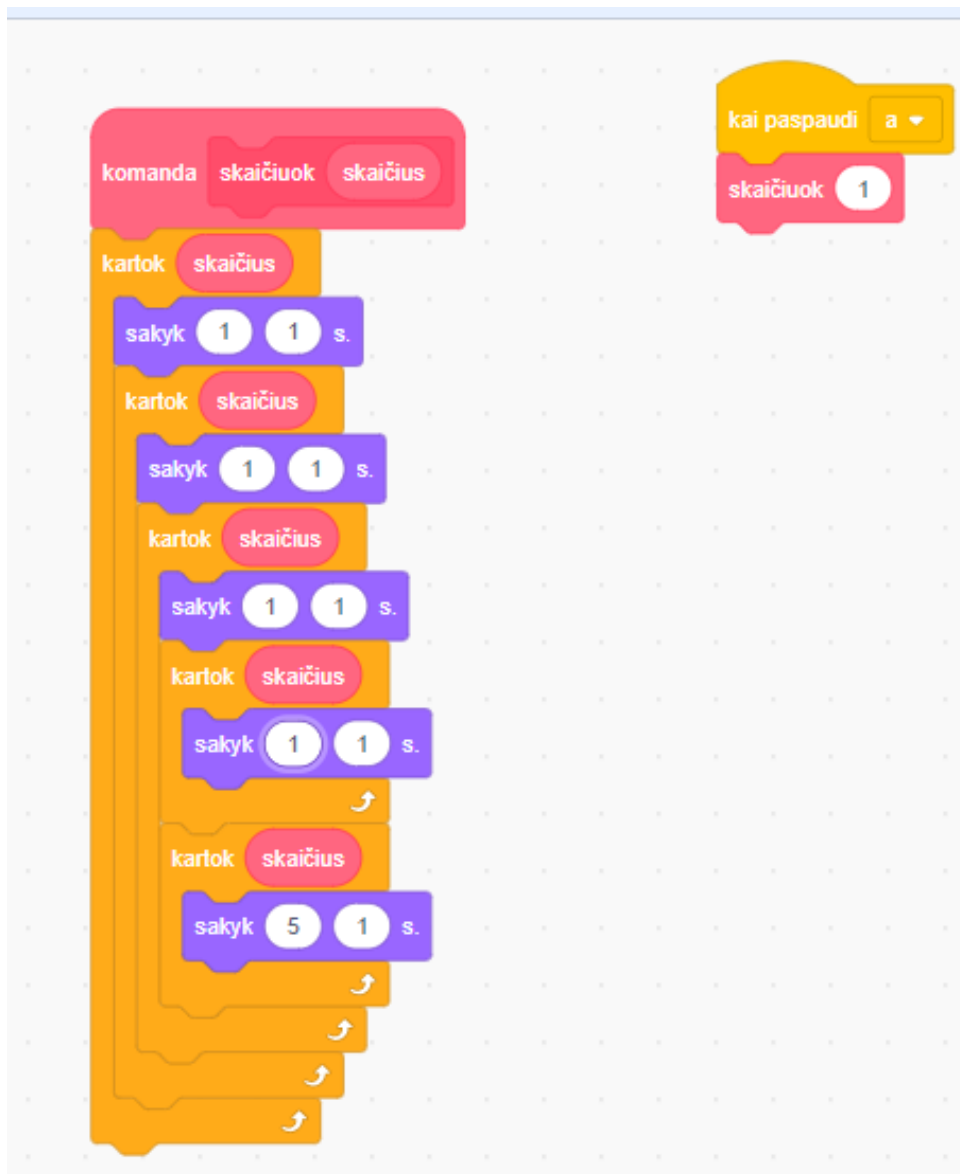 komanda skaičiuok skaičius
kartok skaičius
sakyk 1 1 s.
kartok skaičius
sakyk 1 1 s.
kartok skaičius
sakyk 1 1 s.
kartok skaičius
sakyk 1 1 s.
kartok skaičius
sakyk 5 1 s.
kai paspaudi a
skaičiuok 1